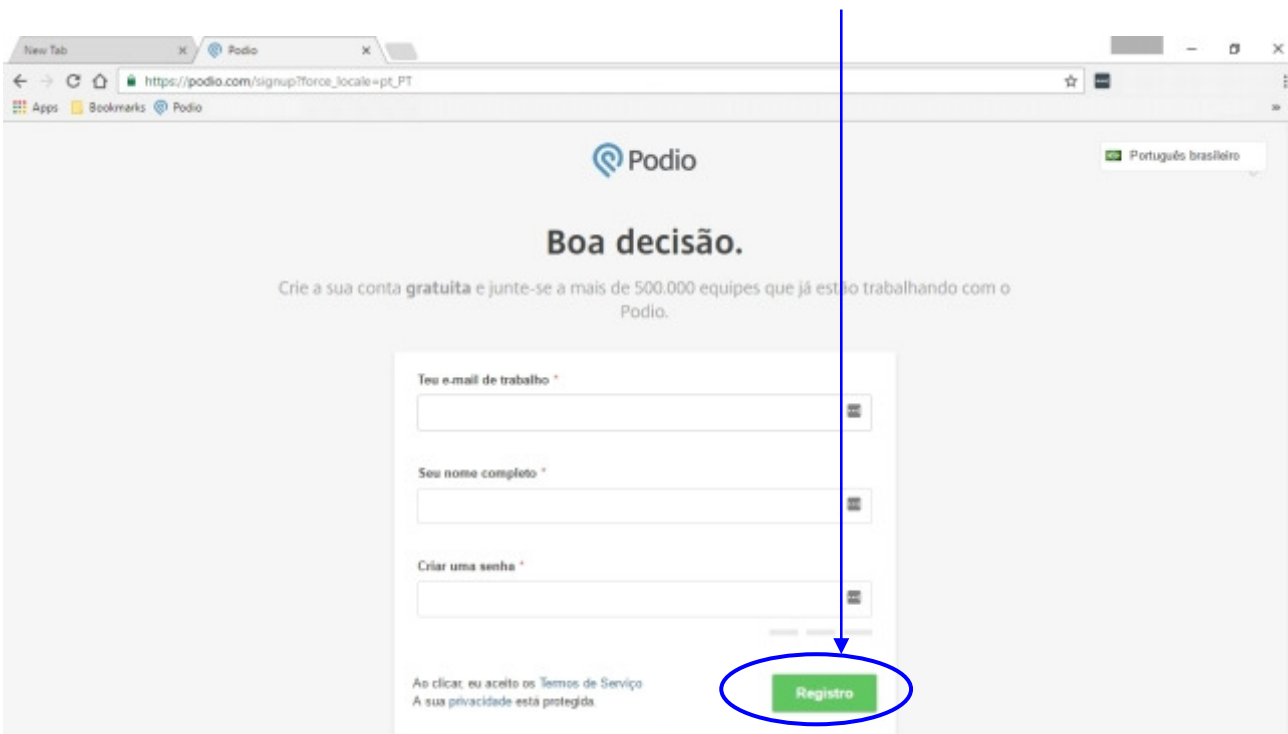 New Tab
Podio
https://podio.com/signup?force_locale=pt_PT
Apps Bookmarks Podio
Podio
Português brasileiro
Boa decisão.
Crie a sua conta gratuita e junte-se a mais de 500.000 equipes que já estão trabalhando com o
Podio.
Teu e-mail de trabalho *
Seu nome completo *
Criar uma senha *
Ao clicar, eu aceito os Termos de Serviço
A sua privacidade está protegida.
Registro